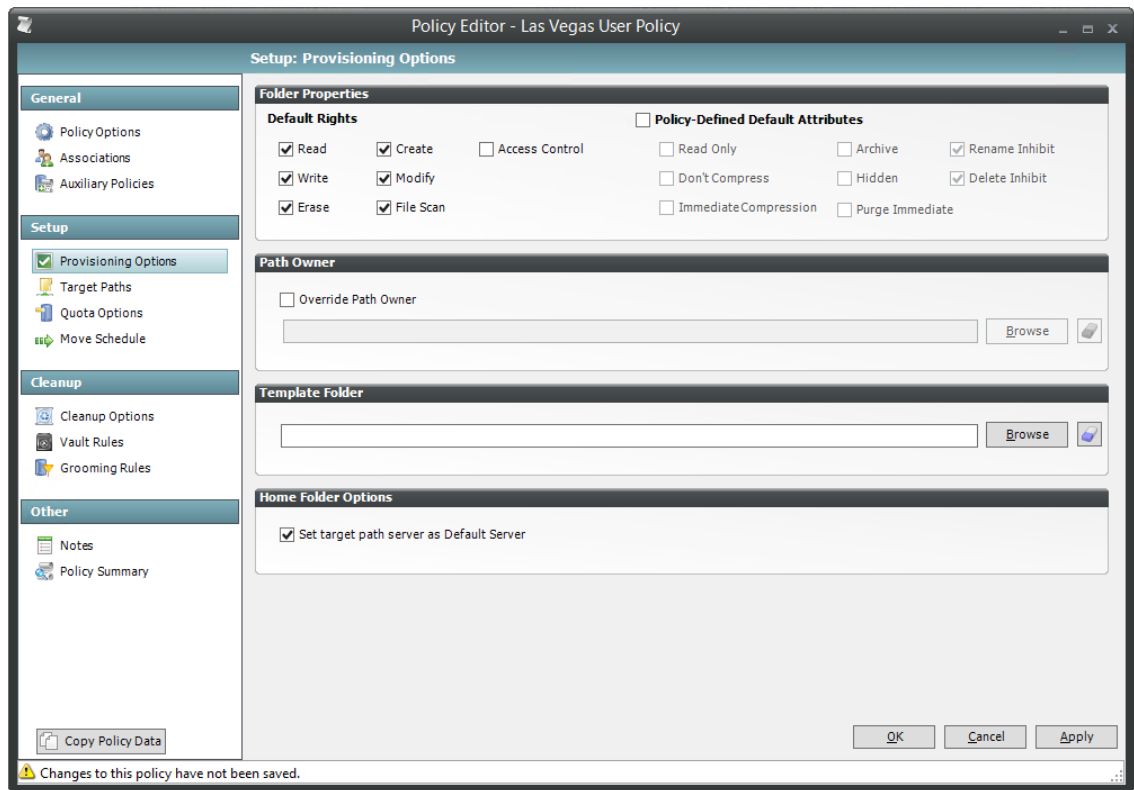 Policy Editor - Las Vegas User Policy
Setup: Provisioning Options
General
Policy Options
Associations
Auxiliary Policies
Setup
Provisioning Options
Target Paths
Quota Options
Move Schedule
Cleanup
Cleanup Options
Vault Rules
Grooming Rules
Other
Notes
Policy Summary
Copy Policy Data
Folder Properties
Default Rights
Policy-Defined Default Attributes
Read Create Access Control Read Only Archive Rename Inhibit
Write Modify Don't Compress Hidden Delete Inhibit
Erase File Scan Immediate Compression Purge Immediate
Path Owner
Override Path Owner
Browse
Template Folder
Browse
Home Folder Options
Set target path server as Default Server
OK Cancel Apply
Changes to this policy have not been saved.